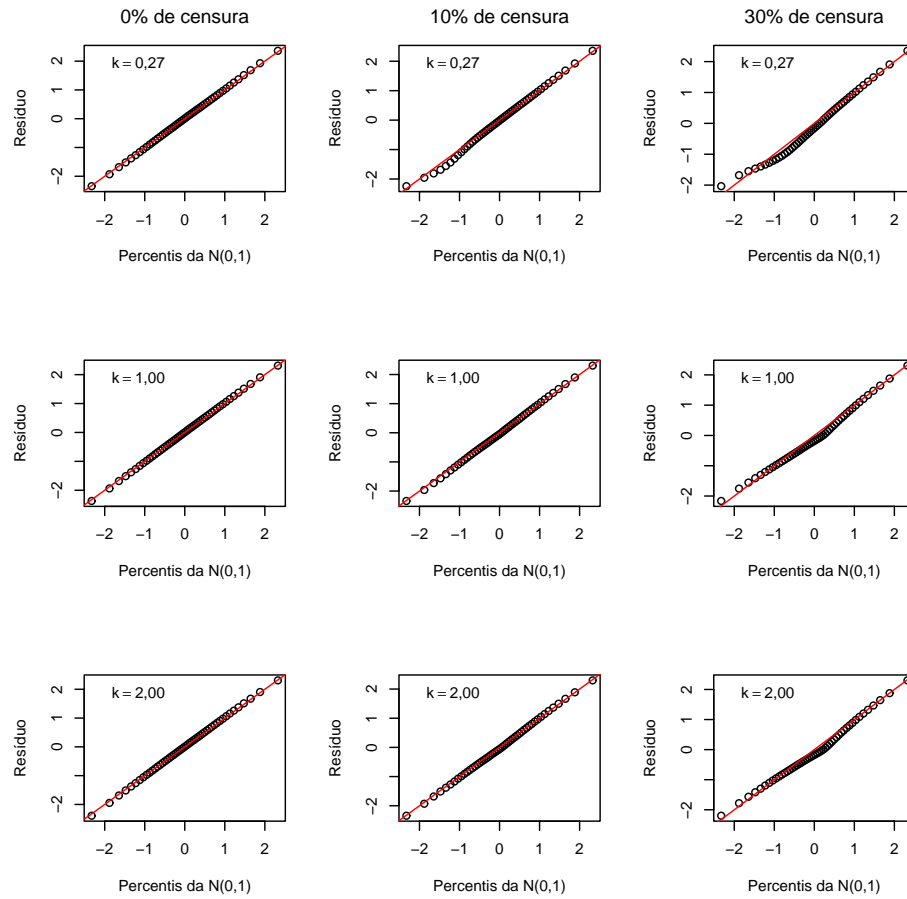 0% de censura
10% de censura
30% de censura
k = 0,27
k = 0,27
k = 0,27
Resíduo
−2 0 1 2
Resíduo
−2 0 1 2
Resíduo
−2 −1 0 1 2
−2 −1 0 1 2
−2 −1 0 1 2
−2 −1 0 1 2
Percentis da N(0,1)
Percentis da N(0,1)
Percentis da N(0,1)
k = 1,00
k = 1,00
k = 1,00
Resíduo
−2 0 1 2
Resíduo
−2 0 1 2
Resíduo
−2 0 1 2
−2 −1 0 1 2
−2 −1 0 1 2
−2 −1 0 1 2
Percentis da N(0,1)
Percentis da N(0,1)
Percentis da N(0,1)
k = 2,00
k = 2,00
k = 2,00
Resíduo
−2 0 1 2
Resíduo
−2 0 1 2
Resíduo
−2 0 1 2
−2 −1 0 1 2
−2 −1 0 1 2
−2 −1 0 1 2
Percentis da N(0,1)
Percentis da N(0,1)
Percentis da N(0,1)